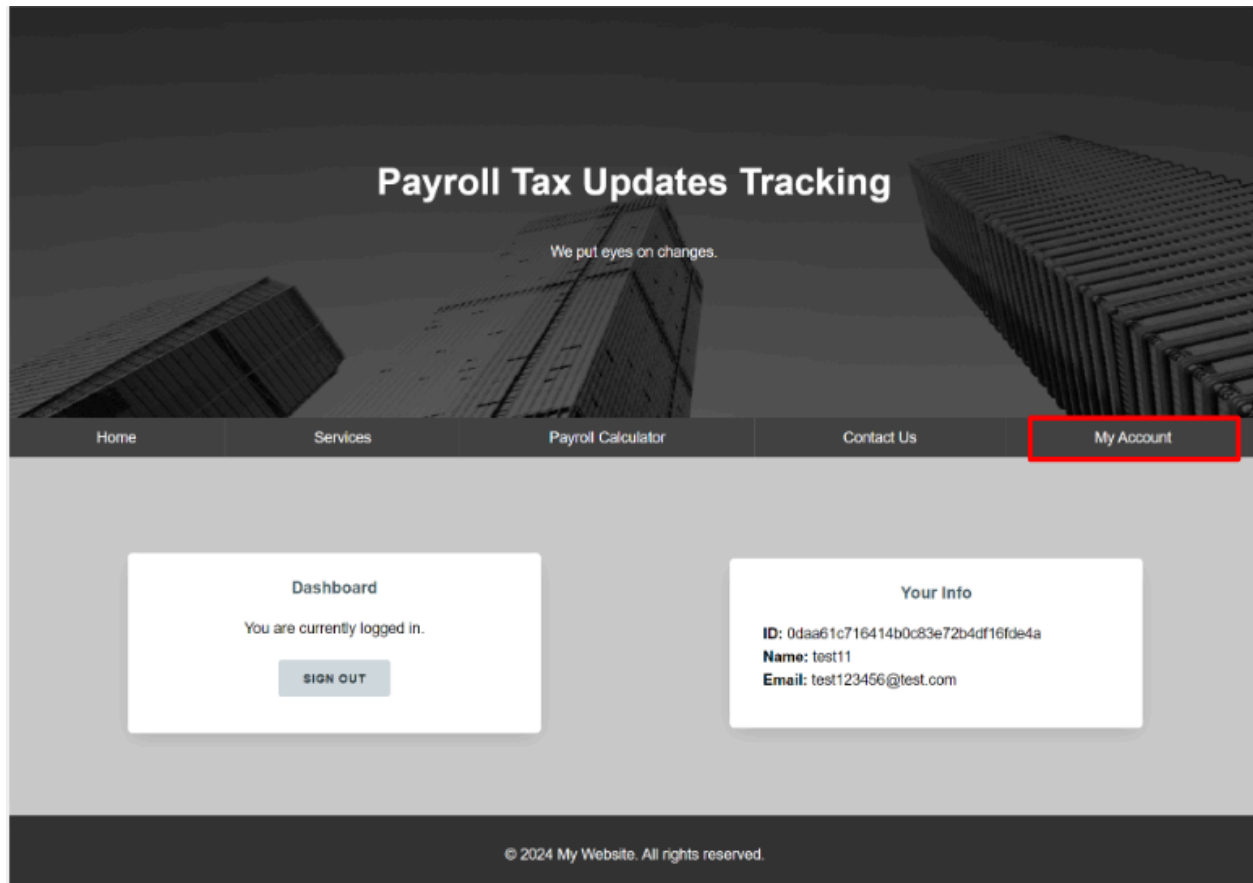 Payroll Tax Updates Tracking
We put eyes on changes.
Home Services Payroll Calculator Contact Us My Account
Dashboard
You are currently logged in.
SIGN OUT
Your Info
ID: 0daa61c716414b0c83e72b4df16fde4a
Name: test11
Email: test123456@test.com
© 2024 My Website. All rights reserved.